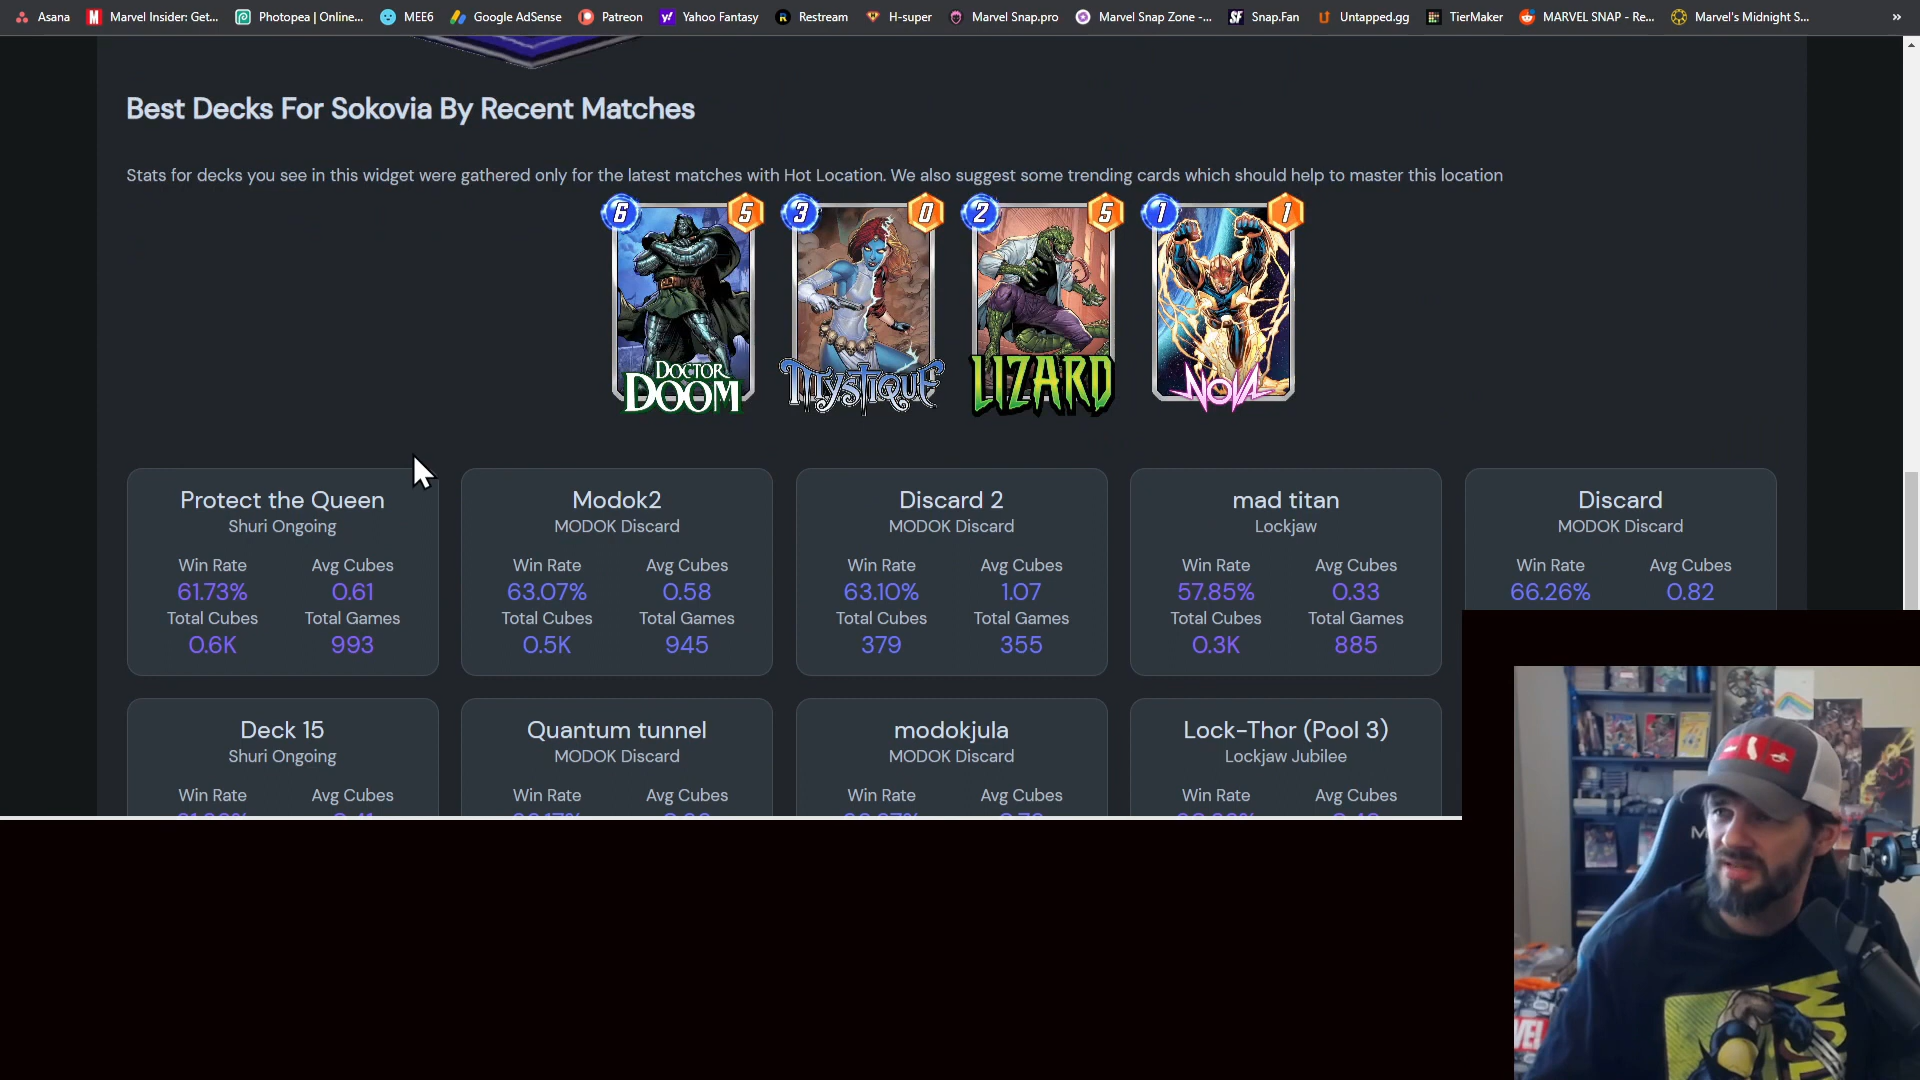 Asana Marvel Insider: Get... Photopea | Online... MEE6 Google AdSense Patreon Yahoo Fantasy Restream H-super Marvel Snap.pro Marvel Snap Zone -... Snap.Fan Untapped.gg TierMaker MARVEL SNAP - Re... Marvel's Midnight S... »
Best Decks For Sokovia By Recent Matches
Stats for decks you see in this widget were gathered only for the latest matches with Hot Location. We also suggest some trending cards which should help to master this location
6 5 3 0 2 5 1 1
DOCTOR DOOM
MYSTIQUE
LIZARD
NOVA
Protect the Queen
Shuri Ongoing
Win Rate Avg Cubes
61.73% 0.61
Total Cubes Total Games
0.6K 993
Modok2
MODOK Discard
Win Rate Avg Cubes
63.07% 0.58
Total Cubes Total Games
0.5K 945
Discard 2
MODOK Discard
Win Rate Avg Cubes
63.10% 1.07
Total Cubes Total Games
379 355
mad titan
Lockjaw
Win Rate Avg Cubes
57.85% 0.33
Total Cubes Total Games
0.3K 885
Discard
MODOK Discard
Win Rate Avg Cubes
66.26% 0.82
Deck 15
Shuri Ongoing
Win Rate Avg Cubes
Quantum tunnel
MODOK Discard
Win Rate Avg Cubes
modokjula
MODOK Discard
Win Rate Avg Cubes
Lock-Thor (Pool 3)
Lockjaw Jubilee
Win Rate Avg Cubes